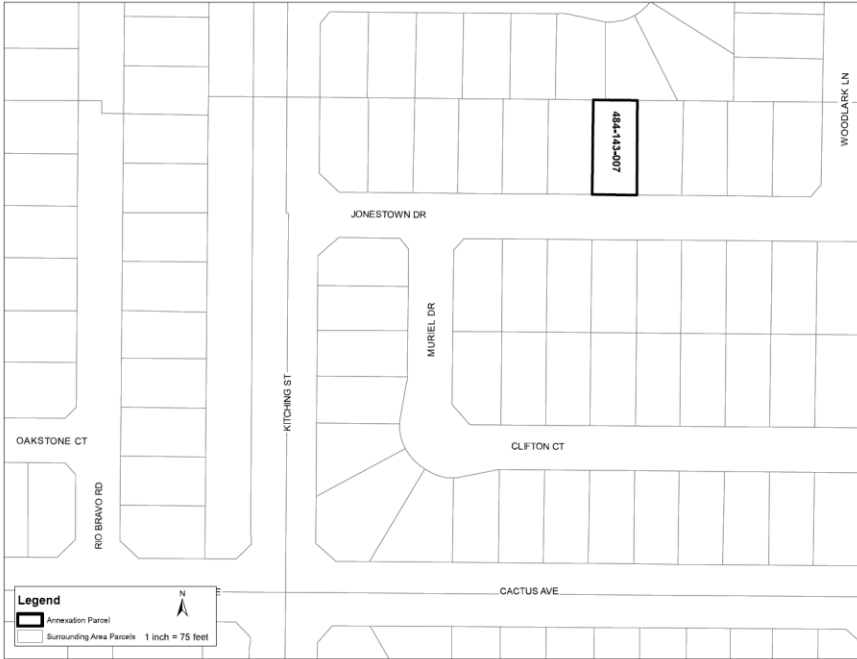 WOODLARK LN
484-143-007
JONESTOWN DR
MURIEL DR
KITCHING ST
OAKSTONE CT
CLIFTON CT
RIO BRAVO RD
E
CACTUS AVE
Legend
N
Annexation Parcel
Surrounding Area Parcels 1 inch = 75 feet